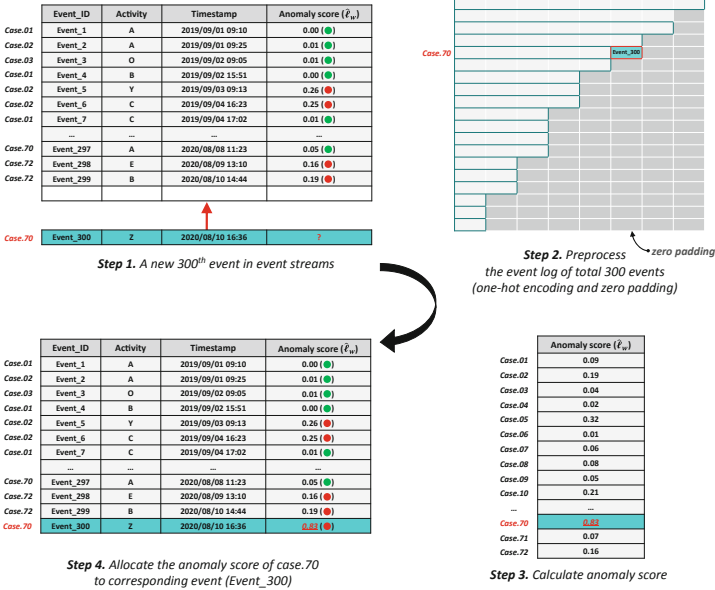 Event_ID Activity Timestamp Anomaly score (ℓ̂w)
Case.01 Event_1 A 2019/09/01 09:10 0.00 (●)
Case.02 Event_2 A 2019/09/01 09:25 0.01 (●)
Case.03 Event_3 O 2019/09/02 09:05 0.01 (●)
Case.01 Event_4 B 2019/09/02 15:51 0.00 (●)
Case.02 Event_5 Y 2019/09/03 09:13 0.26 (●)
Case.02 Event_6 C 2019/09/04 16:23 0.25 (●)
Case.01 Event_7 C 2019/09/04 17:02 0.01 (●)
... ... ... ...
Case.70 Event_297 A 2020/08/08 11:23 0.05 (●)
Case.72 Event_298 E 2020/08/09 13:10 0.16 (●)
Case.72 Event_299 B 2020/08/10 14:44 0.19 (●)
Case.70 Event_300 Z 2020/08/10 16:36 ?
Step 1. A new 300th event in event streams
Case.70 Event_300
zero padding
Step 2. Preprocess
the event log of total 300 events
(one-hot encoding and zero padding)
Event_ID Activity Timestamp Anomaly score (ℓ̂w)
Case.01 Event_1 A 2019/09/01 09:10 0.00 (●)
Case.02 Event_2 A 2019/09/01 09:25 0.01 (●)
Case.03 Event_3 O 2019/09/02 09:05 0.01 (●)
Case.01 Event_4 B 2019/09/02 15:51 0.00 (●)
Case.02 Event_5 Y 2019/09/03 09:13 0.26 (●)
Case.02 Event_6 C 2019/09/04 16:23 0.25 (●)
Case.01 Event_7 C 2019/09/04 17:02 0.01 (●)
... ... ... ...
Case.70 Event_297 A 2020/08/08 11:23 0.05 (●)
Case.72 Event_298 E 2020/08/09 13:10 0.16 (●)
Case.72 Event_299 B 2020/08/10 14:44 0.19 (●)
Case.70 Event_300 Z 2020/08/10 16:36 0.83 (●)
Step 4. Allocate the anomaly score of case.70
to corresponding event (Event_300)
Anomaly score (ℓ̂w)
Case.01 0.09
Case.02 0.19
Case.03 0.04
Case.04 0.02
Case.05 0.32
Case.06 0.01
Case.07 0.06
Case.08 0.08
Case.09 0.05
Case.10 0.21
... ...
Case.70 0.83
Case.71 0.07
Case.72 0.16
Step 3. Calculate anomaly score